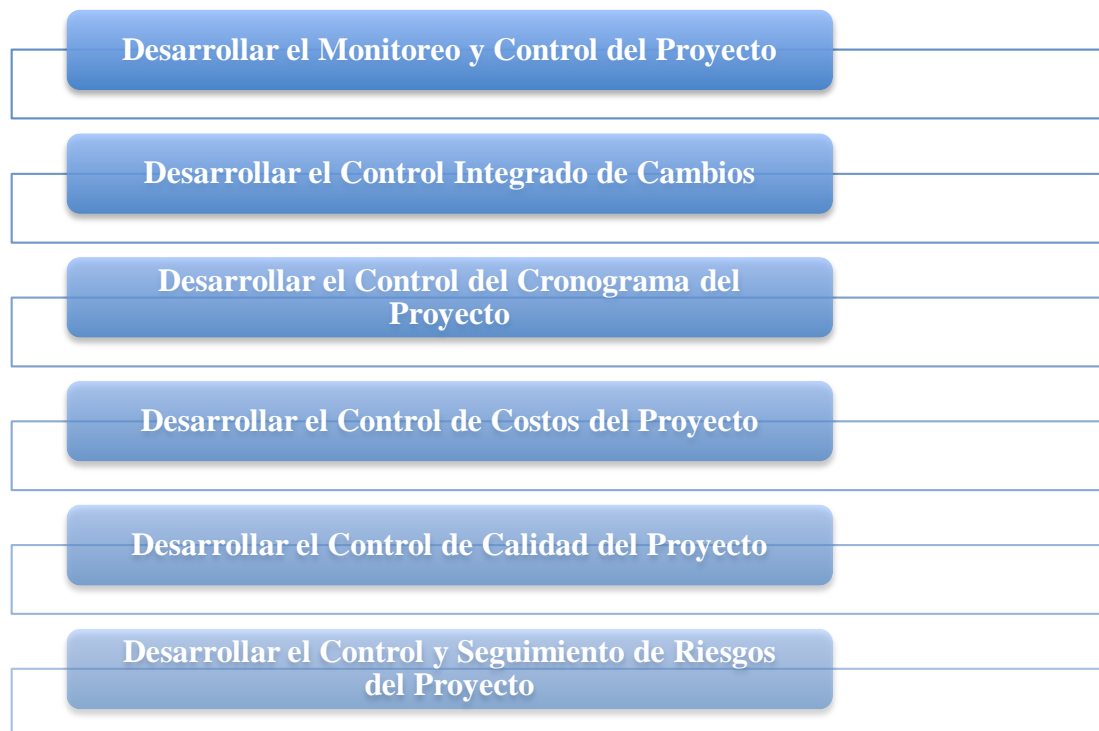 Desarrollar el Monitoreo y Control del Proyecto
Desarrollar el Control Integrado de Cambios
Desarrollar el Control del Cronograma del
Proyecto
Desarrollar el Control de Costos del Proyecto
Desarrollar el Control de Calidad del Proyecto
Desarrollar el Control y Seguimiento de Riesgos
del Proyecto